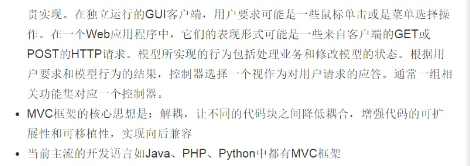 责实现。在独立运行的GUI客户端，用户要求可能是一些鼠标单击或是菜单选择操
作。在一个Web应用程序中，它们的表现形式可能是一些来自客户端的GET或
POST的HTTP请求。模型所实现的行为包括处理业务和修改模型的状态。根据用
户要求和模型行为的结果，控制器选择一个视作为对用户请求的应答。通常一组相
关功能集对应一个控制器。
• MVC框架的核心思想是：解耦，让不同的代码块之间降低耦合，增强代码的可扩
展性和可移植性，实现向后兼容
• 当前主流的开发语言如Java、PHP、Python中都有MVC框架